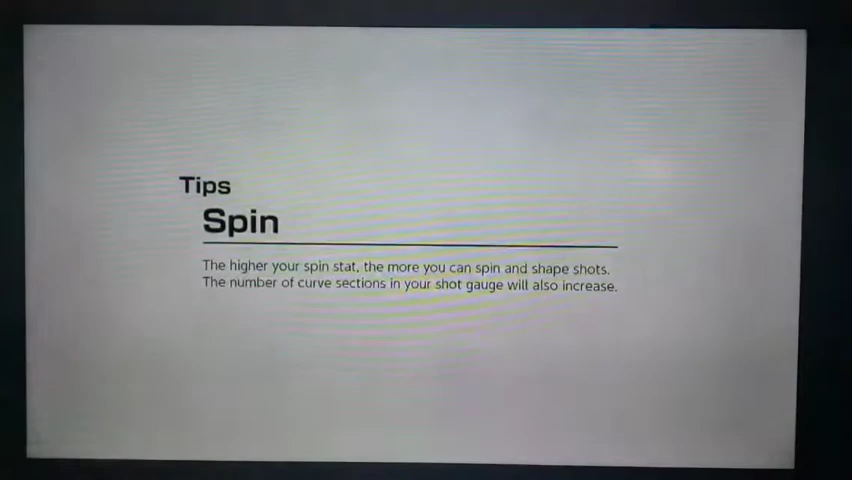 Tips
Spin
The higher your spin stat, the more you can spin and shape shots.
The number of curve sections in your shot gauge will also increase.